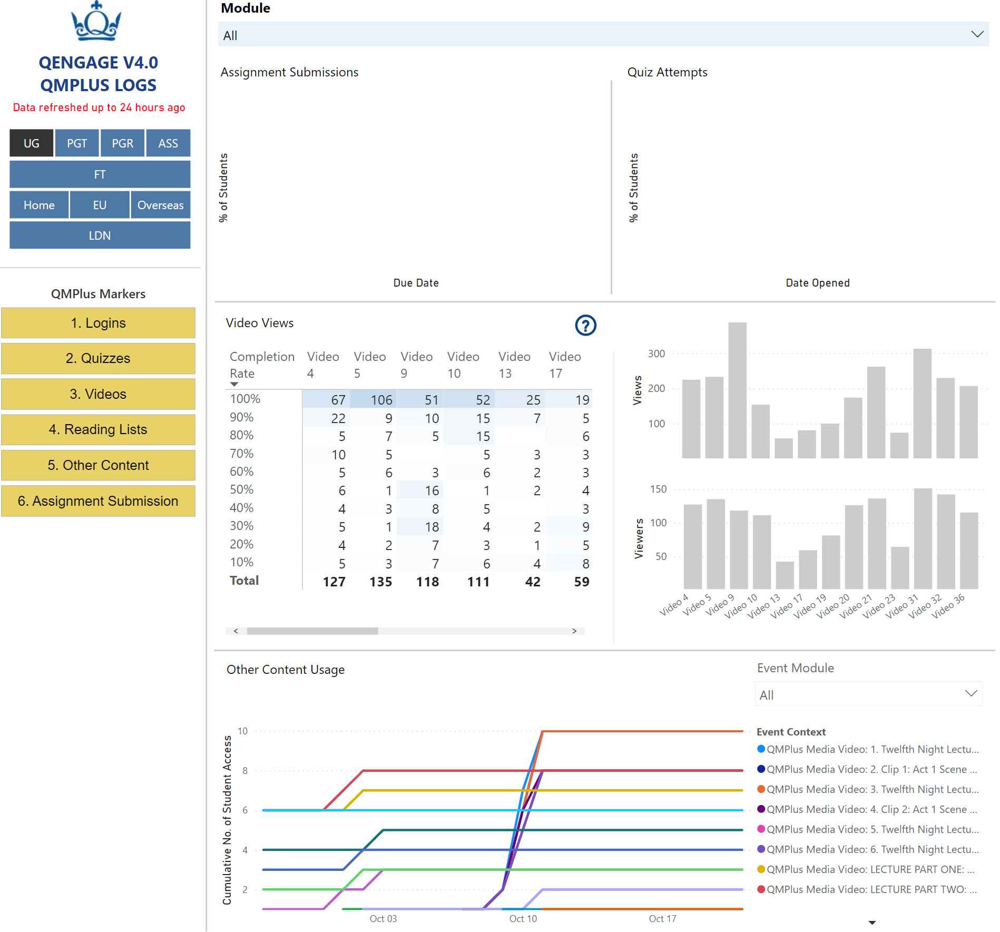 QENGAGE V4.0
QMPLUS LOGS
Data refreshed up to 24 hours ago
UG PGT PGR ASS
FT
Home EU Overseas
LDN
QMPlus Markers
1. Logins
2. Quizzes
3. Videos
4. Reading Lists
5. Other Content
6. Assignment Submission
Module
All
Assignment Submissions
% of Students
Due Date
Quiz Attempts
% of Students
Date Opened
Video Views
?
Completion Rate Video 4 Video 5 Video 9 Video 10 Video 13 Video 17
100% 67 106 51 52 25 19
90% 22 9 10 15 7 5
80% 5 7 5 15 6
70% 10 5 5 3 3
60% 5 6 3 6 2 3
50% 6 1 16 1 2 4
40% 4 3 8 5 3
30% 5 1 18 4 2 9
20% 4 2 7 3 1 5
10% 5 3 7 6 4 8
Total 127 135 118 111 42 59
Views
300
200
100
Viewers
150
100
50
Video 4 Video 5 Video 9 Video 10 Video 13 Video 17 Video 19 Video 20 Video 21 Video 23 Video 31 Video 32 Video 36
Other Content Usage
Cumulative No. of Student Access
10
8
6
4
2
Oct 03 Oct 10 Oct 17
Event Module
All
Event Context
QMPlus Media Video: 1. Twelfth Night Lectu...
QMPlus Media Video: 2. Clip 1: Act 1 Scene ...
QMPlus Media Video: 3. Twelfth Night Lectu...
QMPlus Media Video: 4. Clip 2: Act 1 Scene ...
QMPlus Media Video: 5. Twelfth Night Lectu...
QMPlus Media Video: 6. Twelfth Night Lectu...
QMPlus Media Video: LECTURE PART ONE: ...
QMPlus Media Video: LECTURE PART TWO: ...